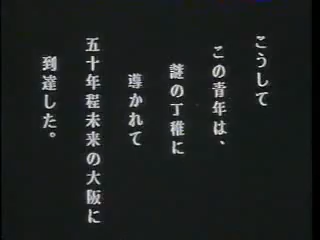 こうして
この青年は、
謎の丁稚に
導かれて
五十年程未来の大阪に
到達した。